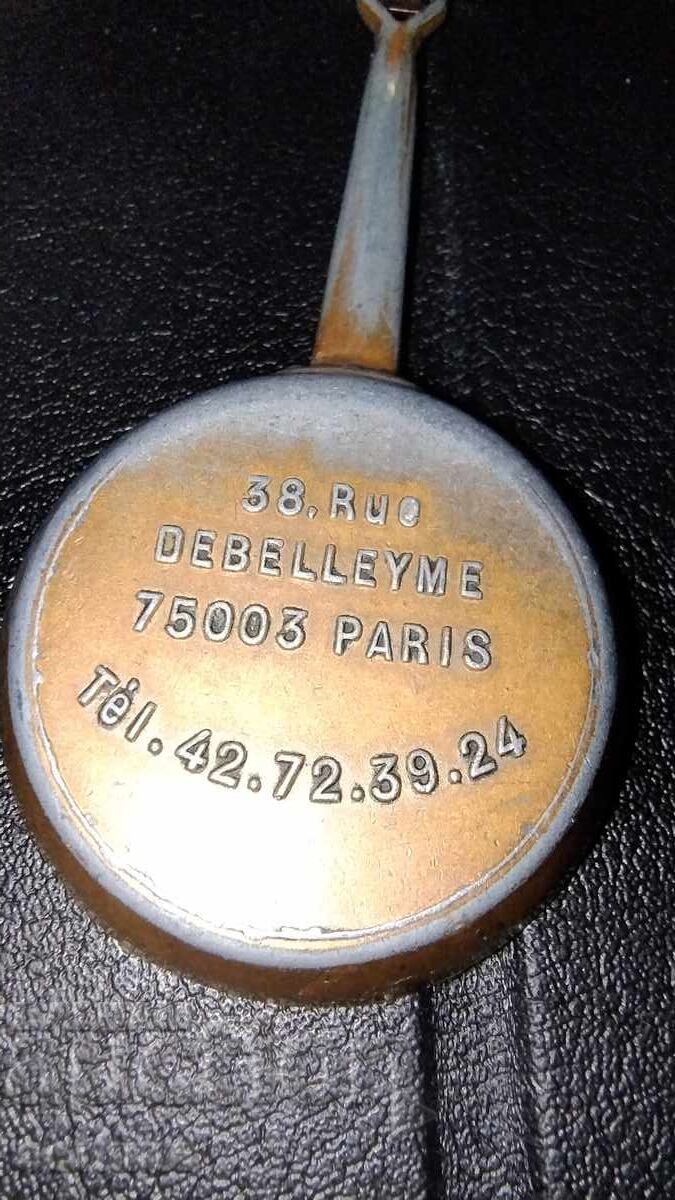 38, Rue
DEBELLEYME
75003 PARIS
Tél. 42.72.39.24